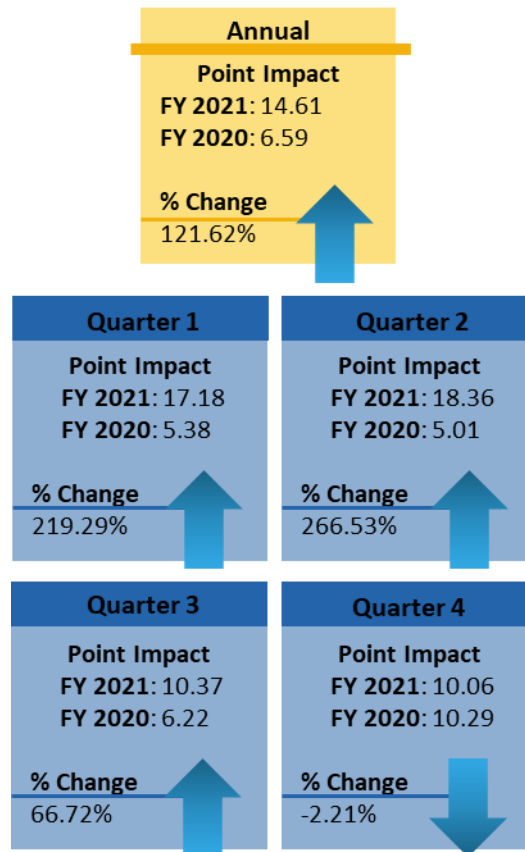 Annual
Point Impact
FY 2021: 14.61
FY 2020: 6.59
% Change
121.62%
Quarter 1
Point Impact
FY 2021: 17.18
FY 2020: 5.38
% Change
219.29%
Quarter 2
Point Impact
FY 2021: 18.36
FY 2020: 5.01
% Change
266.53%
Quarter 3
Point Impact
FY 2021: 10.37
FY 2020: 6.22
% Change
66.72%
Quarter 4
Point Impact
FY 2021: 10.06
FY 2020: 10.29
% Change
-2.21%